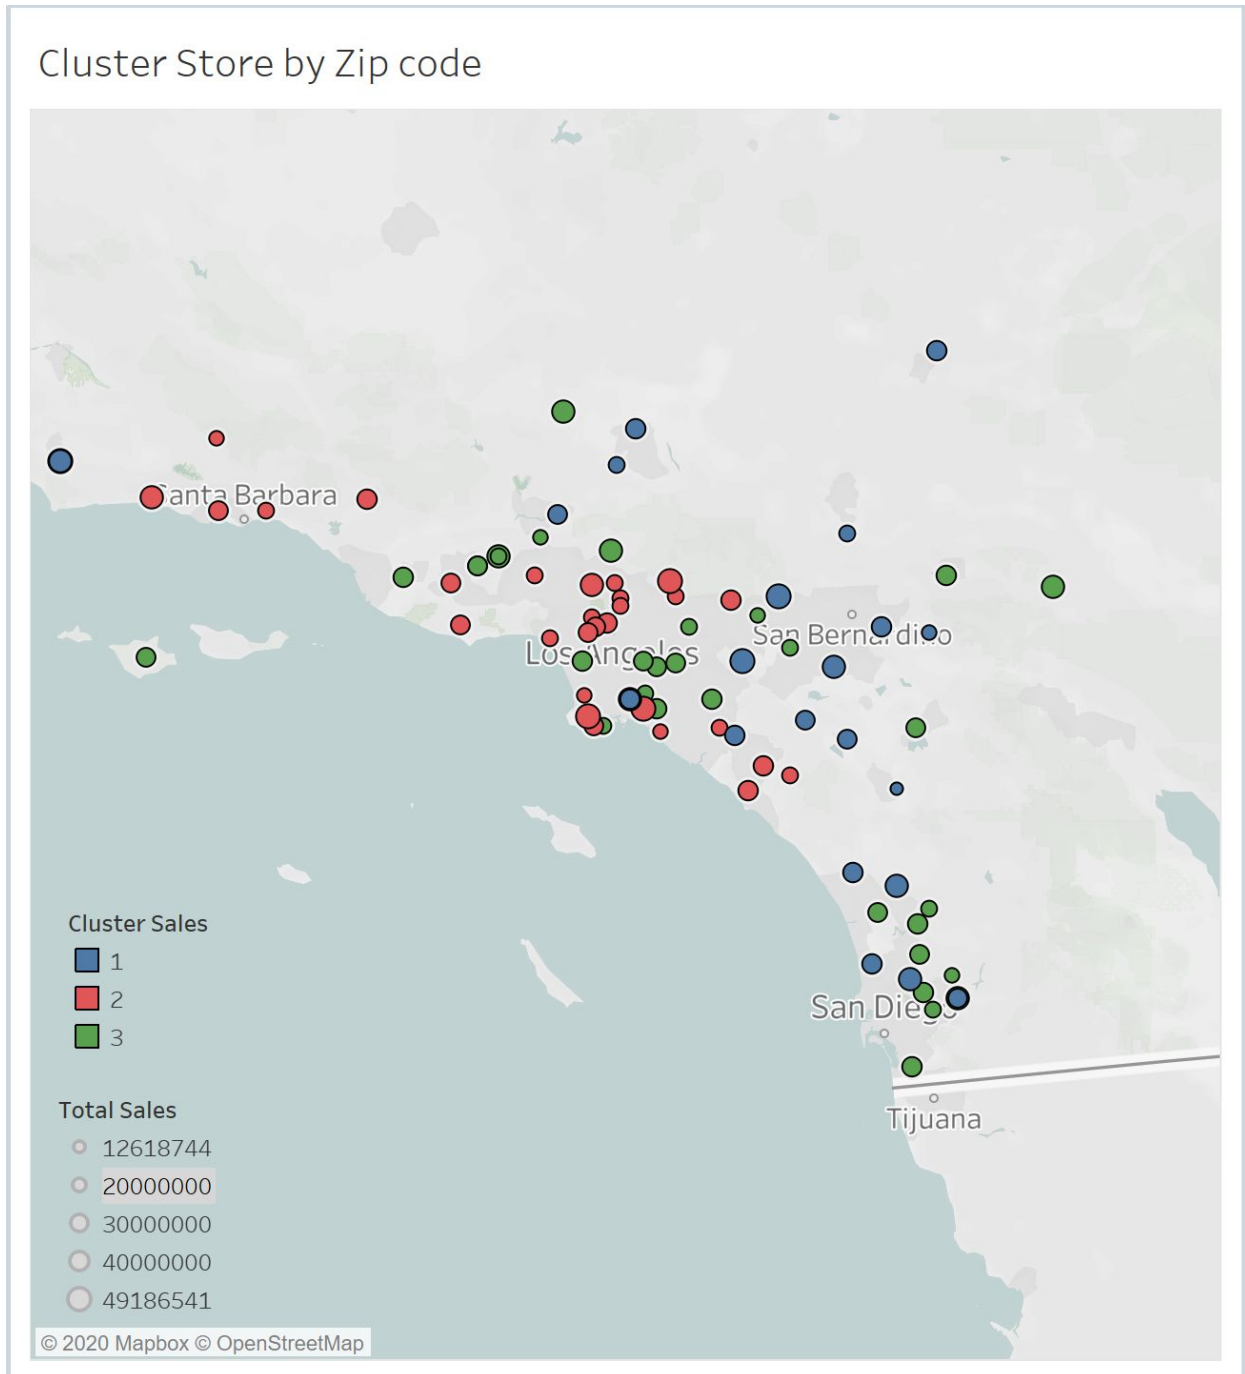 Cluster Store by Zip code
Santa Barbara
Los Angeles
San Bernardino
San Diego
Tijuana
Cluster Sales
1
2
3
Total Sales
12618744
20000000
30000000
40000000
49186541
© 2020 Mapbox © OpenStreetMap